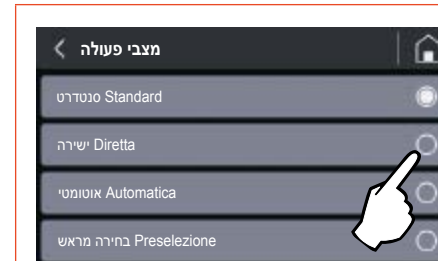 מצבי פעולה
סטנדרט Standard
ישירה Diretta
אוטומטי Automatica
בחירה מראש Preselezione